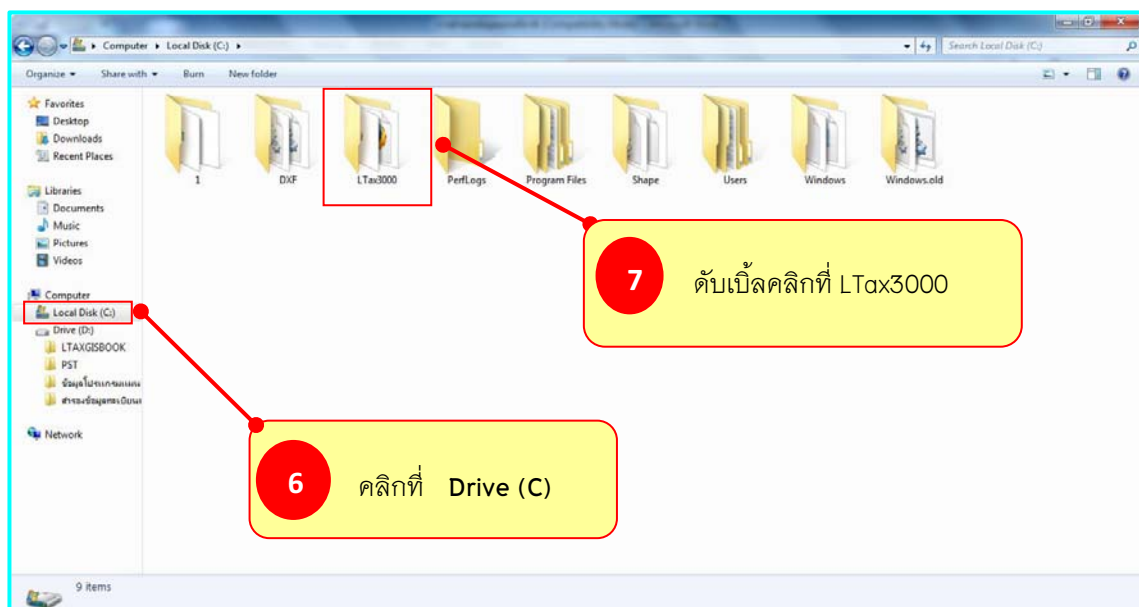 Computer ▸ Local Disk (C:) ▸
Search Local Disk (C:)
Organize Share with Burn New folder
Favorites
Desktop
Downloads
Recent Places
Libraries
Documents
Music
Pictures
Videos
Computer
Local Disk (C:)
Drive (D:)
LTAXGISBOOK
PST
Network
1 DXF LTax3000 PerfLogs Program Files Shape Users Windows Windows.old
7 ดับเบิ้ลคลิกที่ LTax3000
6 คลิกที่ Drive (C)
9 items